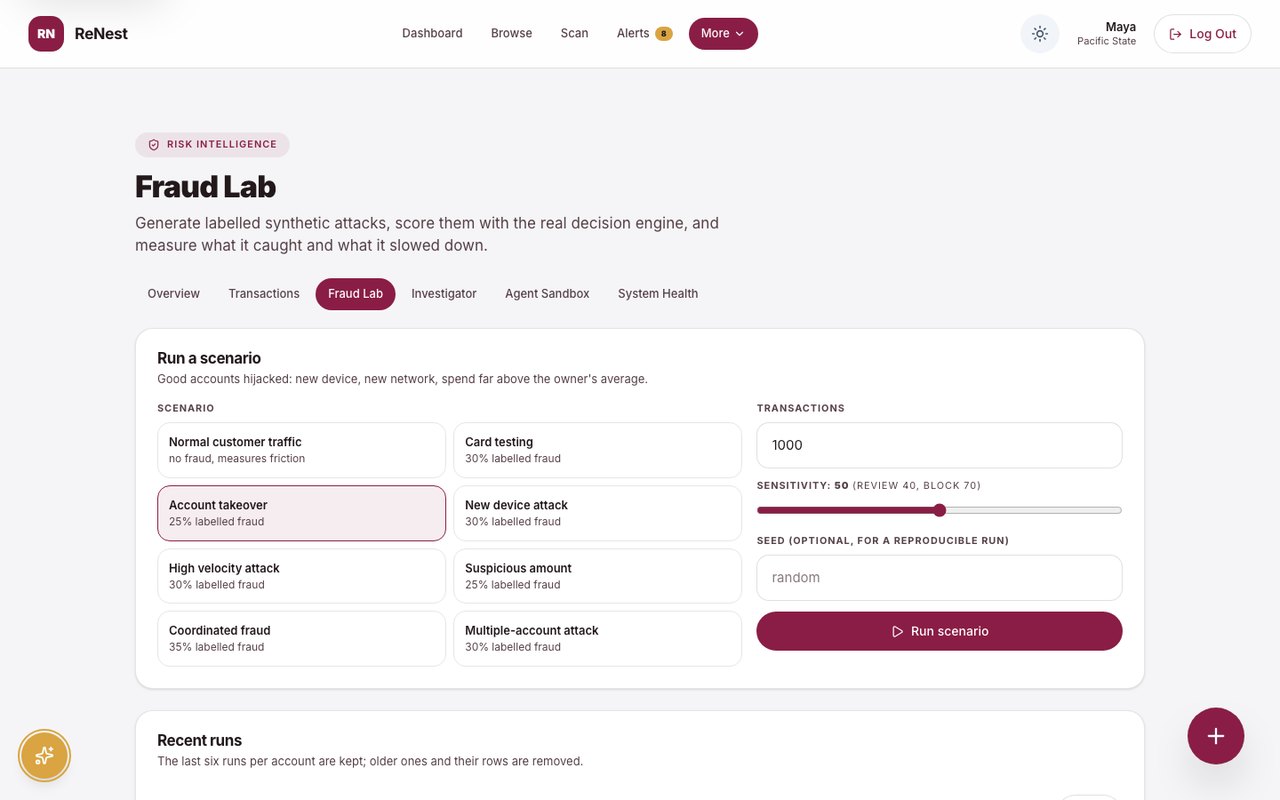 RN ReNest
Dashboard
Browse
Scan
Alerts 8
More
Maya
Pacific State
Log Out
RISK INTELLIGENCE
Fraud Lab
Generate labelled synthetic attacks, score them with the real decision engine, and
measure what it caught and what it slowed down.
Overview
Transactions
Fraud Lab
Investigator
Agent Sandbox
System Health
Run a scenario
Good accounts hijacked: new device, new network, spend far above the owner's average.
SCENARIO
Normal customer traffic
no fraud, measures friction
Card testing
30% labelled fraud
Account takeover
25% labelled fraud
New device attack
30% labelled fraud
High velocity attack
30% labelled fraud
Suspicious amount
25% labelled fraud
Coordinated fraud
35% labelled fraud
Multiple-account attack
30% labelled fraud
TRANSACTIONS
1000
SENSITIVITY: 50 (REVIEW 40, BLOCK 70)
SEED (OPTIONAL, FOR A REPRODUCIBLE RUN)
random
Run scenario
Recent runs
The last six runs per account are kept; older ones and their rows are removed.